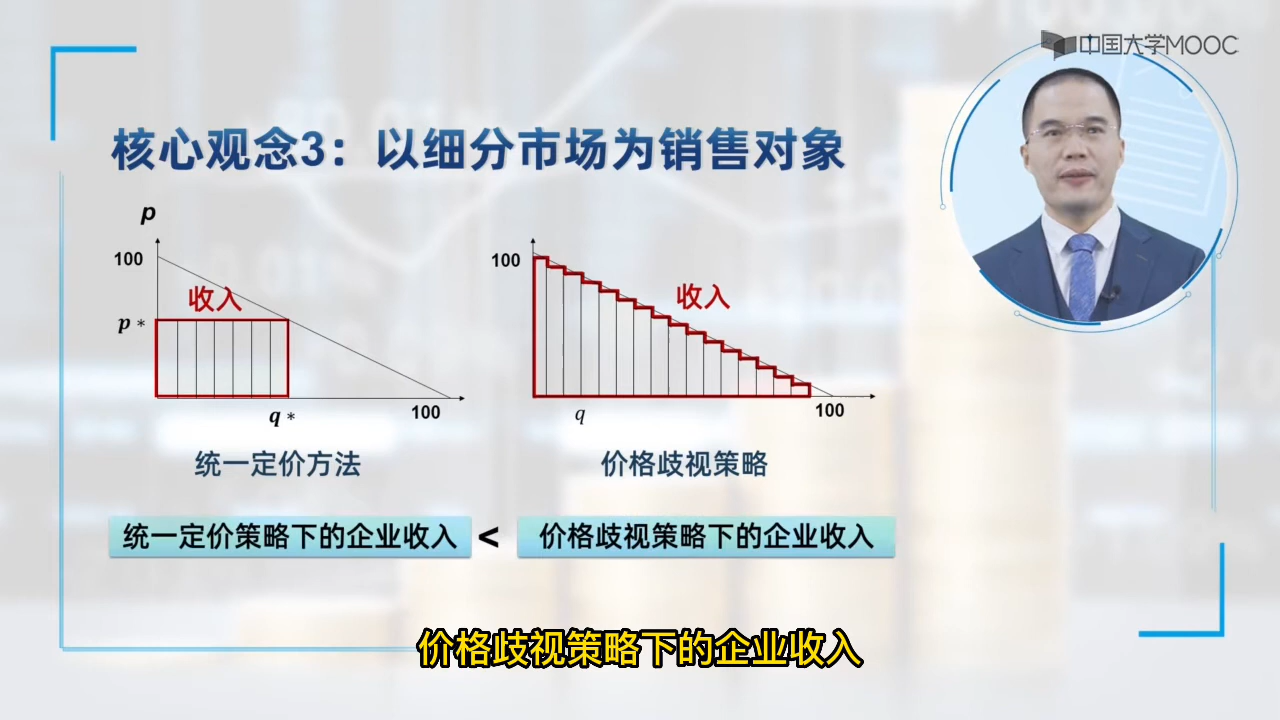 中国大学MOOC
核心观念3：以细分市场为销售对象
p
100
收入
p*
q*
100
统一定价方法
100
收入
q
100
价格歧视策略
统一定价策略下的企业收入 < 价格歧视策略下的企业收入
价格歧视策略下的企业收入